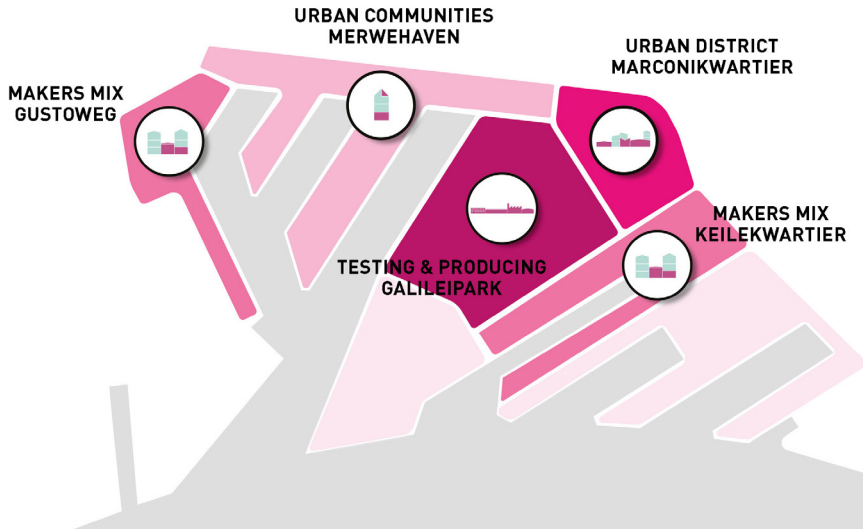 URBAN COMMUNITIES
MERWEHAVEN
URBAN DISTRICT
MARCONIKWARTIER
MAKERS MIX
GUSTOWEG
MAKERS MIX
KEILEKWARTIER
TESTING & PRODUCING
GALILEIPARK